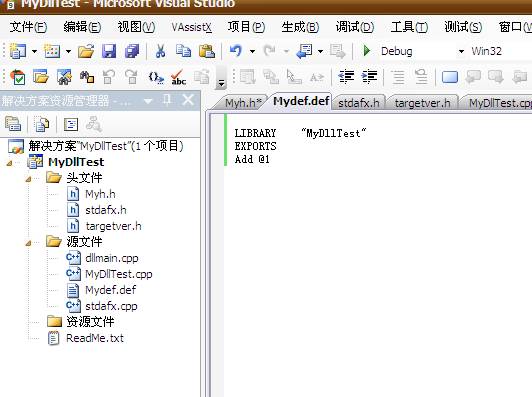 MyDllTest - Microsoft Visual Studio
文件(F) 编辑(E) 视图(V) VAssistX 项目(P) 生成(B) 调试(D) 工具(T) 测试(S) 窗口
Debug Win32
解决方案资源管理器 - ...
Myh.h* Mydef.def stdafx.h targetver.h MyDllTest.cpp
LIBRARY "MyDllTest"
EXPORTS
Add @1
解决方案"MyDllTest"(1 个项目)
MyDllTest
头文件
Myh.h
stdafx.h
targetver.h
源文件
dllmain.cpp
MyDllTest.cpp
Mydef.def
stdafx.cpp
资源文件
ReadMe.txt